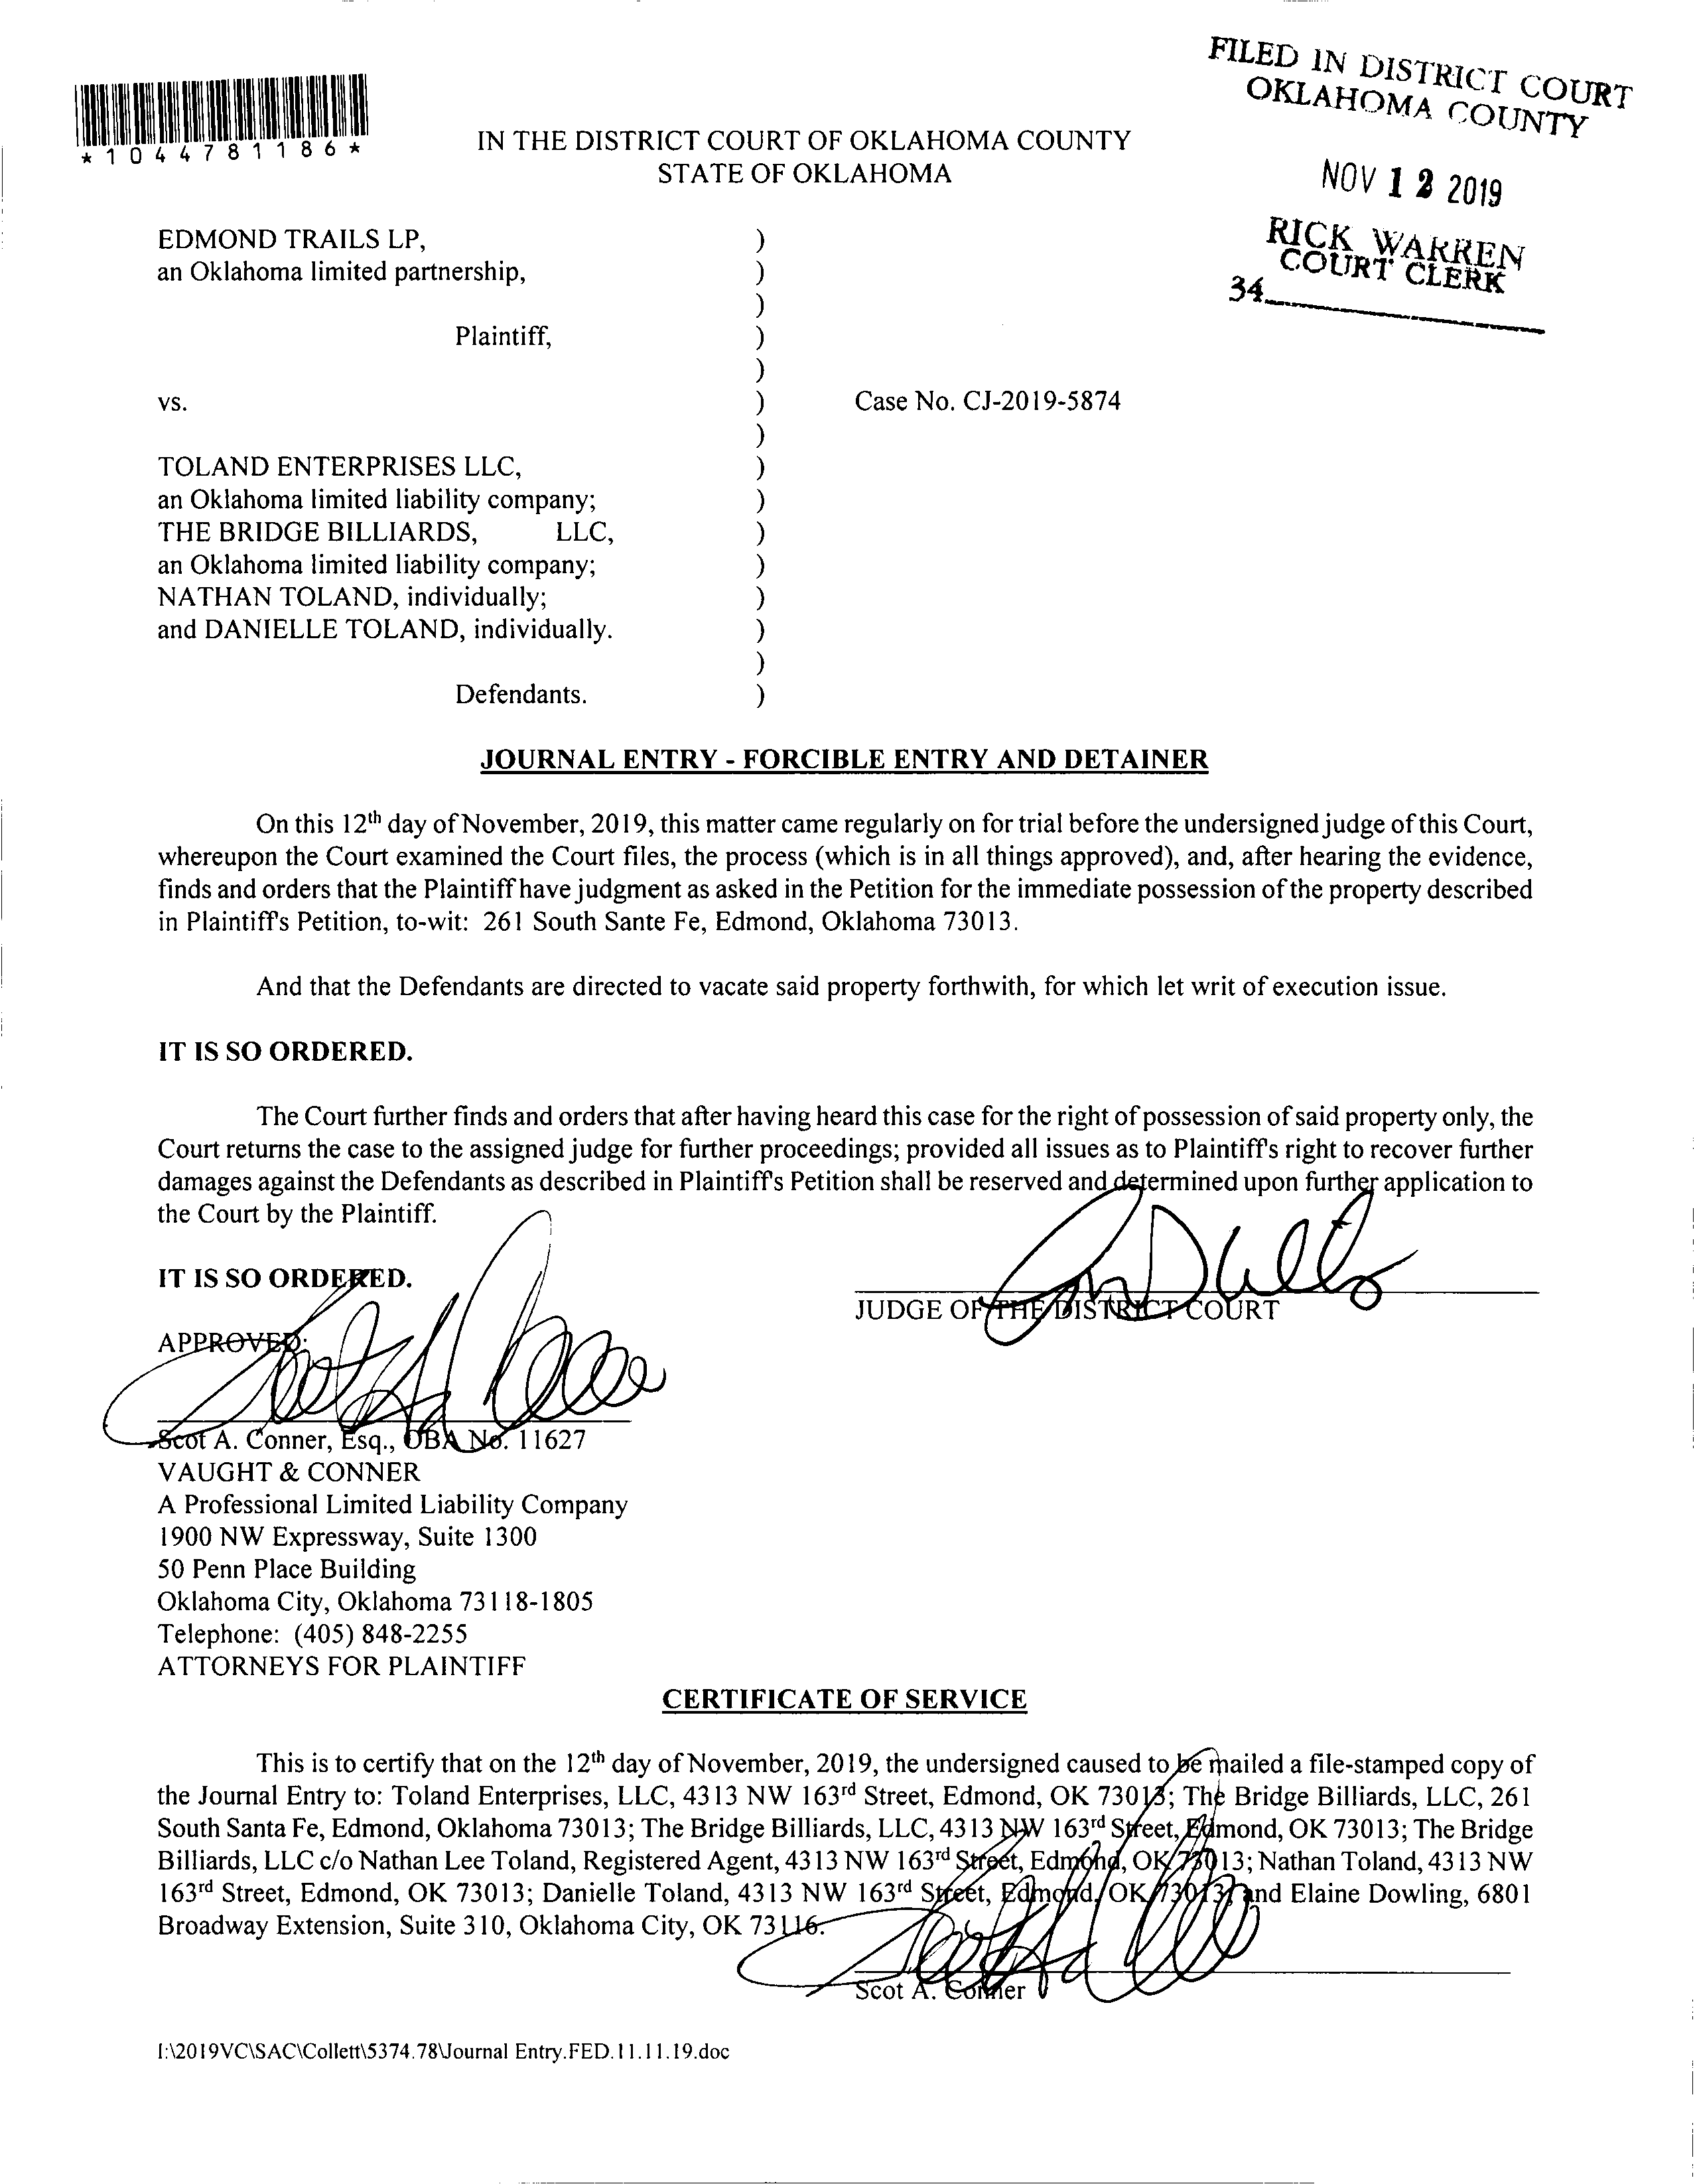 FILED IN DISTRICT COURT
OKLAHOMA COUNTY
*1044781186*
IN THE DISTRICT COURT OF OKLAHOMA COUNTY
STATE OF OKLAHOMA
NOV 12 2019
RICK WARREN
COURT CLERK
34
EDMOND TRAILS LP, )
an Oklahoma limited partnership, )
)
Plaintiff, )
)
vs. ) Case No. CJ-2019-5874
)
TOLAND ENTERPRISES LLC, )
an Oklahoma limited liability company; )
THE BRIDGE BILLIARDS, LLC, )
an Oklahoma limited liability company; )
NATHAN TOLAND, individually; )
and DANIELLE TOLAND, individually. )
)
Defendants. )
JOURNAL ENTRY - FORCIBLE ENTRY AND DETAINER
On this 12th day of November, 2019, this matter came regularly on for trial before the undersigned judge of this Court,
whereupon the Court examined the Court files, the process (which is in all things approved), and, after hearing the evidence,
finds and orders that the Plaintiff have judgment as asked in the Petition for the immediate possession of the property described
in Plaintiff's Petition, to-wit: 261 South Sante Fe, Edmond, Oklahoma 73013.
And that the Defendants are directed to vacate said property forthwith, for which let writ of execution issue.
IT IS SO ORDERED.
The Court further finds and orders that after having heard this case for the right of possession of said property only, the
Court returns the case to the assigned judge for further proceedings; provided all issues as to Plaintiff's right to recover further
damages against the Defendants as described in Plaintiff's Petition shall be reserved and determined upon further application to
the Court by the Plaintiff.
IT IS SO ORDERED.
JUDGE OF THE DISTRICT COURT
APPROVED:
Scot A. Conner, Esq., OBA No. 11627
VAUGHT & CONNER
A Professional Limited Liability Company
1900 NW Expressway, Suite 1300
50 Penn Place Building
Oklahoma City, Oklahoma 73118-1805
Telephone: (405) 848-2255
ATTORNEYS FOR PLAINTIFF
CERTIFICATE OF SERVICE
This is to certify that on the 12th day of November, 2019, the undersigned caused to be mailed a file-stamped copy of
the Journal Entry to: Toland Enterprises, LLC, 4313 NW 163rd Street, Edmond, OK 73013; The Bridge Billiards, LLC, 261
South Santa Fe, Edmond, Oklahoma 73013; The Bridge Billiards, LLC, 4313 NW 163rd Street, Edmond, OK 73013; The Bridge
Billiards, LLC c/o Nathan Lee Toland, Registered Agent, 4313 NW 163rd Street, Edmond, OK 73013; Nathan Toland, 4313 NW
163rd Street, Edmond, OK 73013; Danielle Toland, 4313 NW 163rd Street, Edmond, OK 73013; and Elaine Dowling, 6801
Broadway Extension, Suite 310, Oklahoma City, OK 73116.
Scot A. Conner
I:\2019VC\SAC\Collett\5374.78\Journal Entry.FED.11.11.19.doc